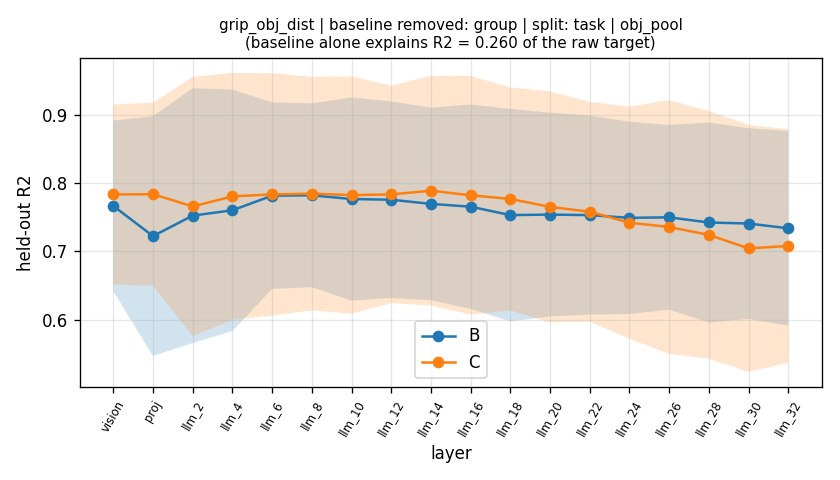 grip_obj_dist | baseline removed: group | split: task | obj_pool
(baseline alone explains R2 = 0.260 of the raw target)
held-out R2
0.9
0.8
0.7
0.6
B
C
vision
proj
llm_2
llm_4
llm_6
llm_8
llm_10
llm_12
llm_14
llm_16
llm_18
llm_20
llm_22
llm_24
llm_26
llm_28
llm_30
llm_32
layer